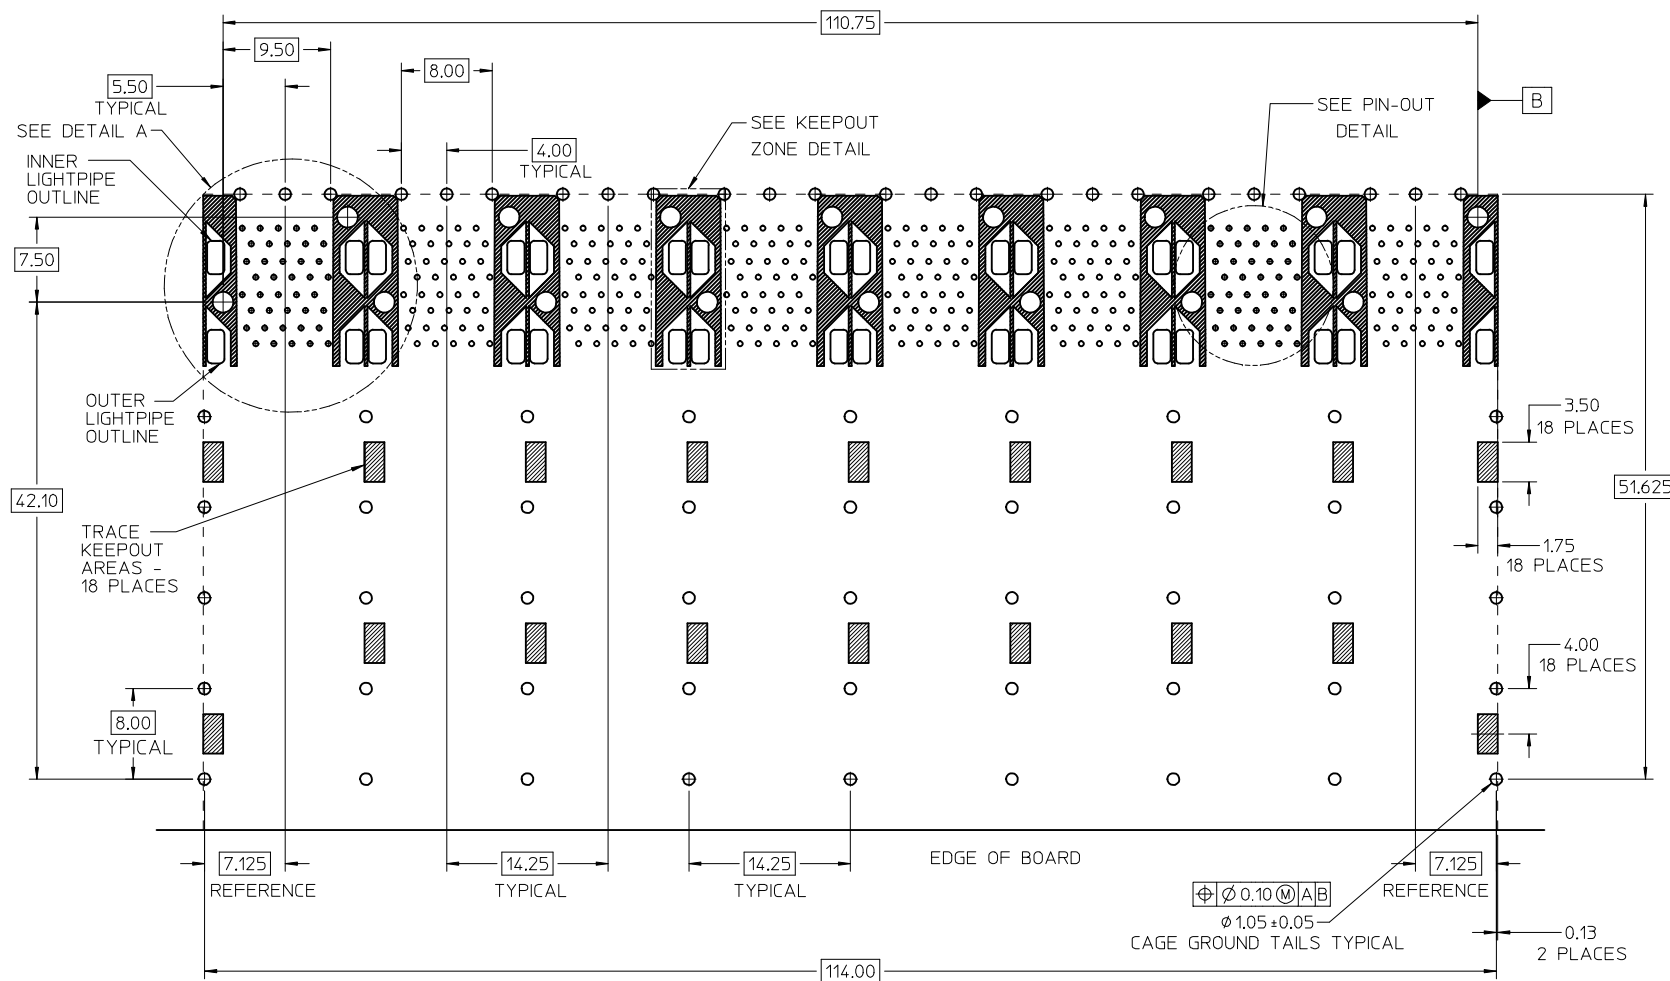 110.75
9.50
8.00
5.50
TYPICAL
SEE DETAIL A
B
SEE PIN-OUT
DETAIL
SEE KEEPOUT
ZONE DETAIL
4.00
TYPICAL
INNER
LIGHTPIPE
OUTLINE
7.50
OUTER
LIGHTPIPE
OUTLINE
3.50
18 PLACES
42.10
51.625
TRACE
KEEPOUT
AREAS -
18 PLACES
1.75
18 PLACES
4.00
18 PLACES
8.00
TYPICAL
EDGE OF BOARD
7.125
REFERENCE
14.25
TYPICAL
14.25
TYPICAL
7.125
REFERENCE
⌖ Ø 0.10 Ⓜ A B
Ø 1.05 ±0.05
CAGE GROUND TAILS TYPICAL
0.13
2 PLACES
114.00